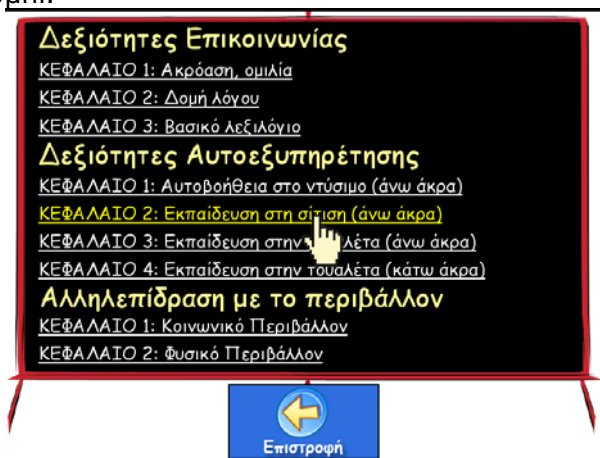 Δεξιότητες Επικοινωνίας
ΚΕΦΑΛΑΙΟ 1: Ακρόαση, ομιλία
ΚΕΦΑΛΑΙΟ 2: Δομή λόγου
ΚΕΦΑΛΑΙΟ 3: Βασικό λεξιλόγιο
Δεξιότητες Αυτοεξυπηρέτησης
ΚΕΦΑΛΑΙΟ 1: Αυτοβοήθεια στο ντύσιμο (άνω άκρα)
ΚΕΦΑΛΑΙΟ 2: Εκπαίδευση στη σίτιση (άνω άκρα)
ΚΕΦΑΛΑΙΟ 3: Εκπαίδευση στην (άνω άκρα)
ΚΕΦΑΛΑΙΟ 4: Εκπαίδευση στην τουαλέτα (κάτω άκρα)
Αλληλεπίδραση με το περιβάλλον
ΚΕΦΑΛΑΙΟ 1: Κοινωνικό Περιβάλλον
ΚΕΦΑΛΑΙΟ 2: Φυσικό Περιβάλλον
Επιστροφή